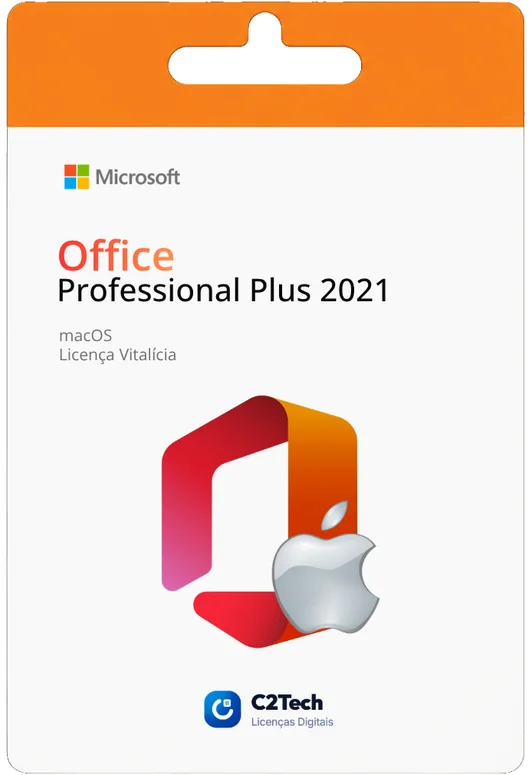 Microsoft
Office
Professional Plus 2021
macOS
Licença Vitalícia
C2Tech
Licenças Digitais